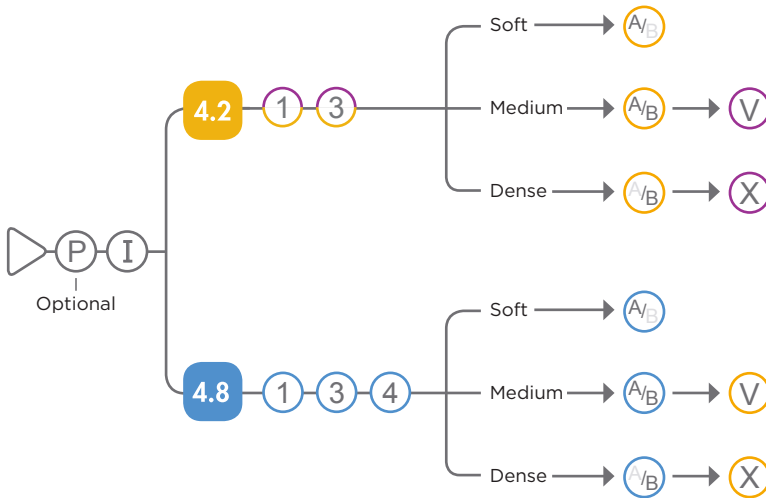 Soft A/B
4.2 1 3 Medium A/B V
Dense A/B X
P I
Optional
Soft A/B
4.8 1 3 4 Medium A/B V
Dense A/B X